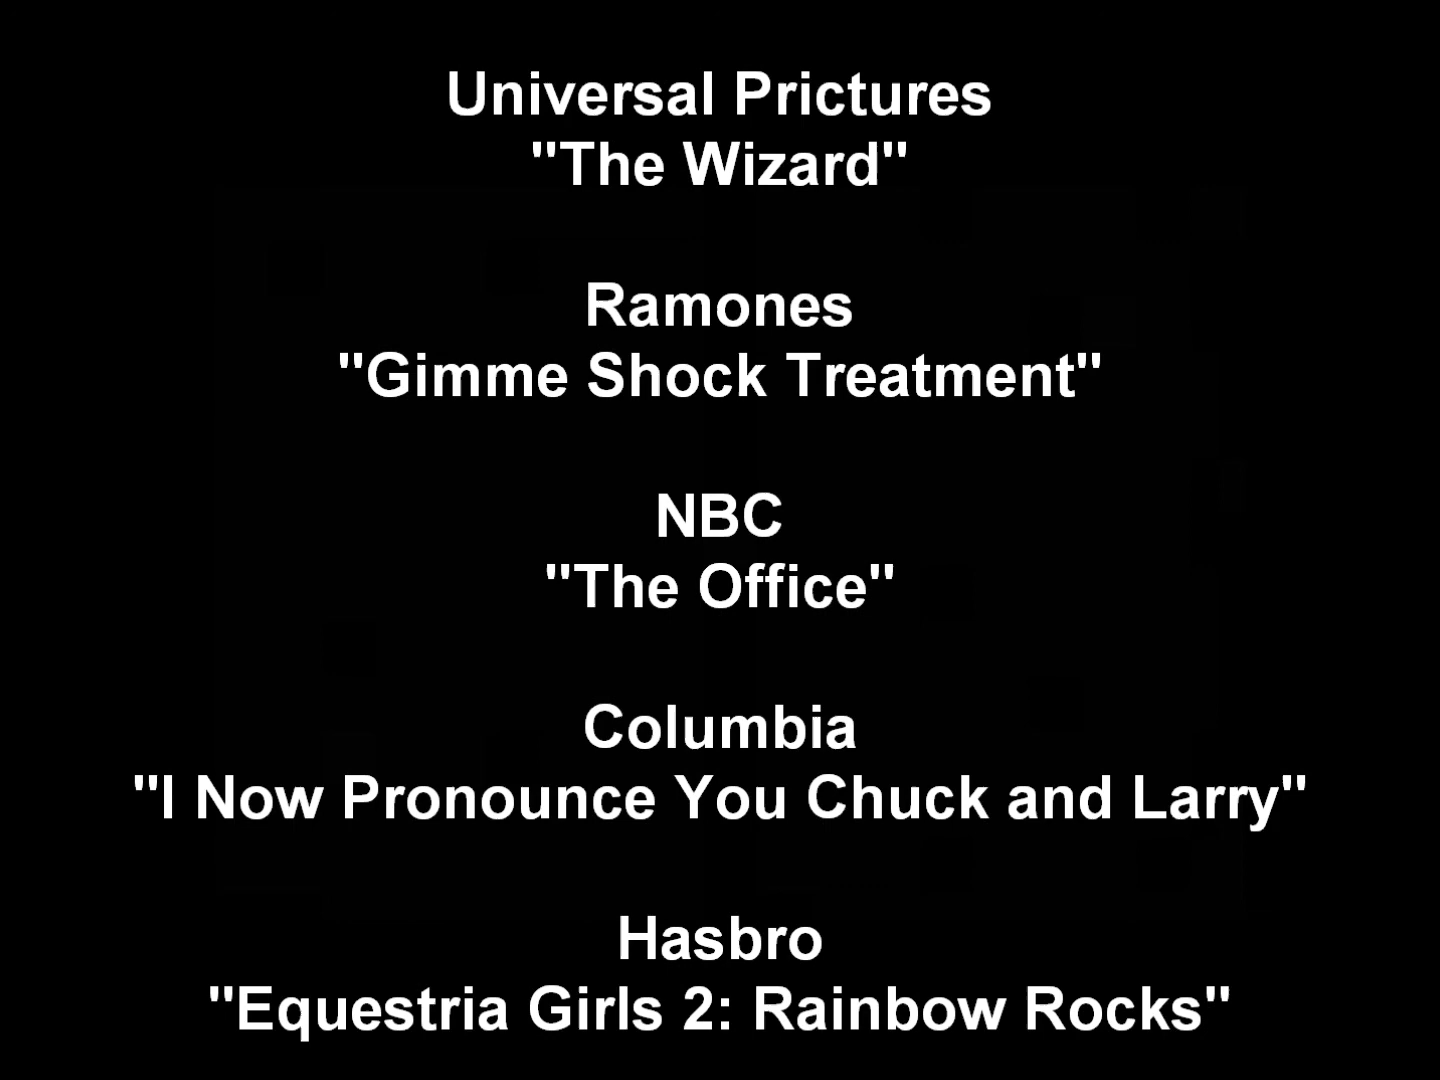 Universal Prictures
"The Wizard"
Ramones
"Gimme Shock Treatment"
NBC
"The Office"
Columbia
"I Now Pronounce You Chuck and Larry"
Hasbro
"Equestria Girls 2: Rainbow Rocks"